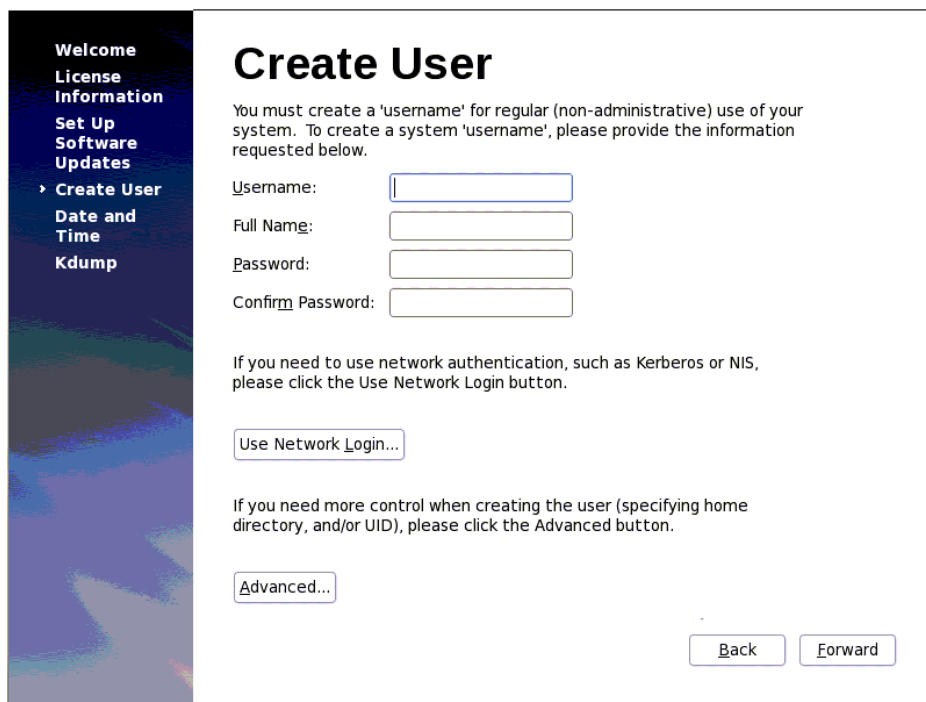 Welcome
License
Information
Set Up
Software
Updates
Create User
Date and
Time
Kdump
Create User
You must create a 'username' for regular (non-administrative) use of your
system.  To create a system 'username', please provide the information
requested below.
Username:
Full Name:
Password:
Confirm Password:
If you need to use network authentication, such as Kerberos or NIS,
please click the Use Network Login button.
Use Network Login...
If you need more control when creating the user (specifying home
directory, and/or UID), please click the Advanced button.
Advanced...
Back
Forward